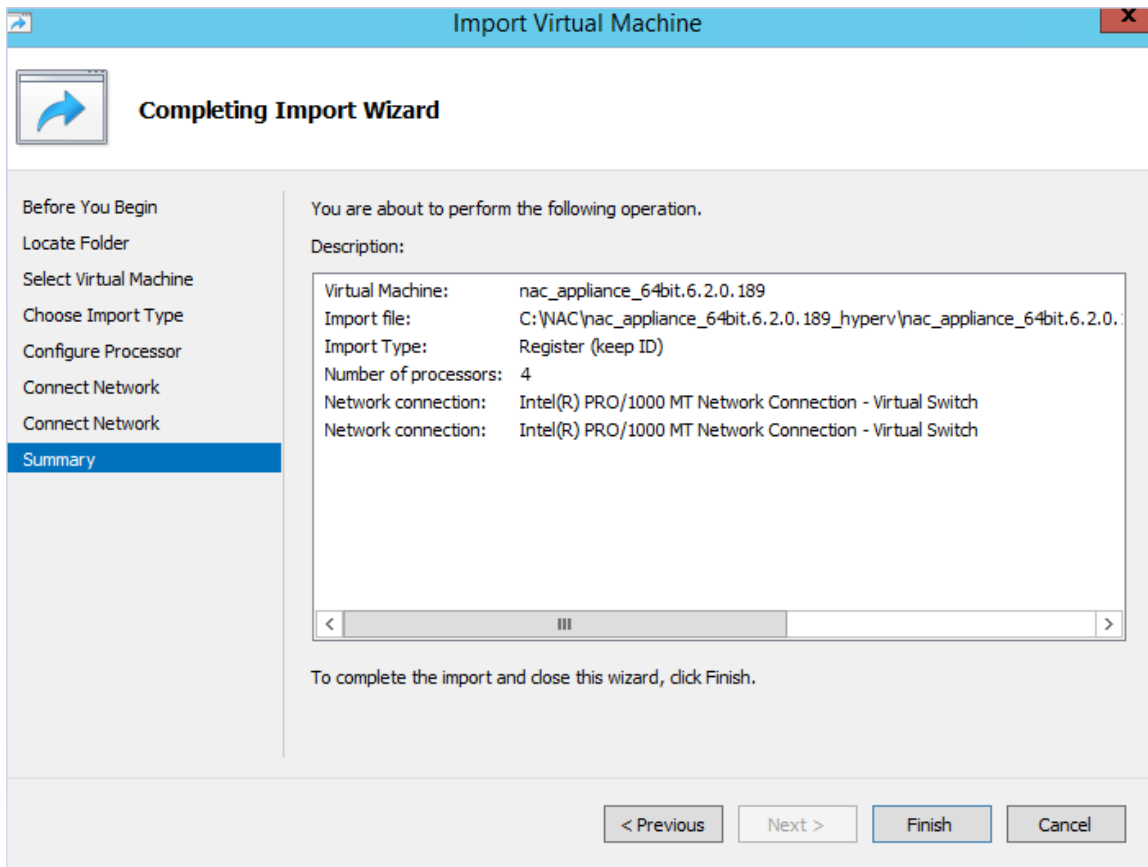 Import Virtual Machine
x
Completing Import Wizard
Before You Begin
Locate Folder
Select Virtual Machine
Choose Import Type
Configure Processor
Connect Network
Connect Network
Summary
You are about to perform the following operation.
Description:
Virtual Machine: nac_appliance_64bit.6.2.0.189
Import file: C:\NAC\nac_appliance_64bit.6.2.0.189_hyperv\nac_appliance_64bit.6.2.0.
Import Type: Register (keep ID)
Number of processors: 4
Network connection: Intel(R) PRO/1000 MT Network Connection - Virtual Switch
Network connection: Intel(R) PRO/1000 MT Network Connection - Virtual Switch
To complete the import and close this wizard, click Finish.
< Previous Next > Finish Cancel